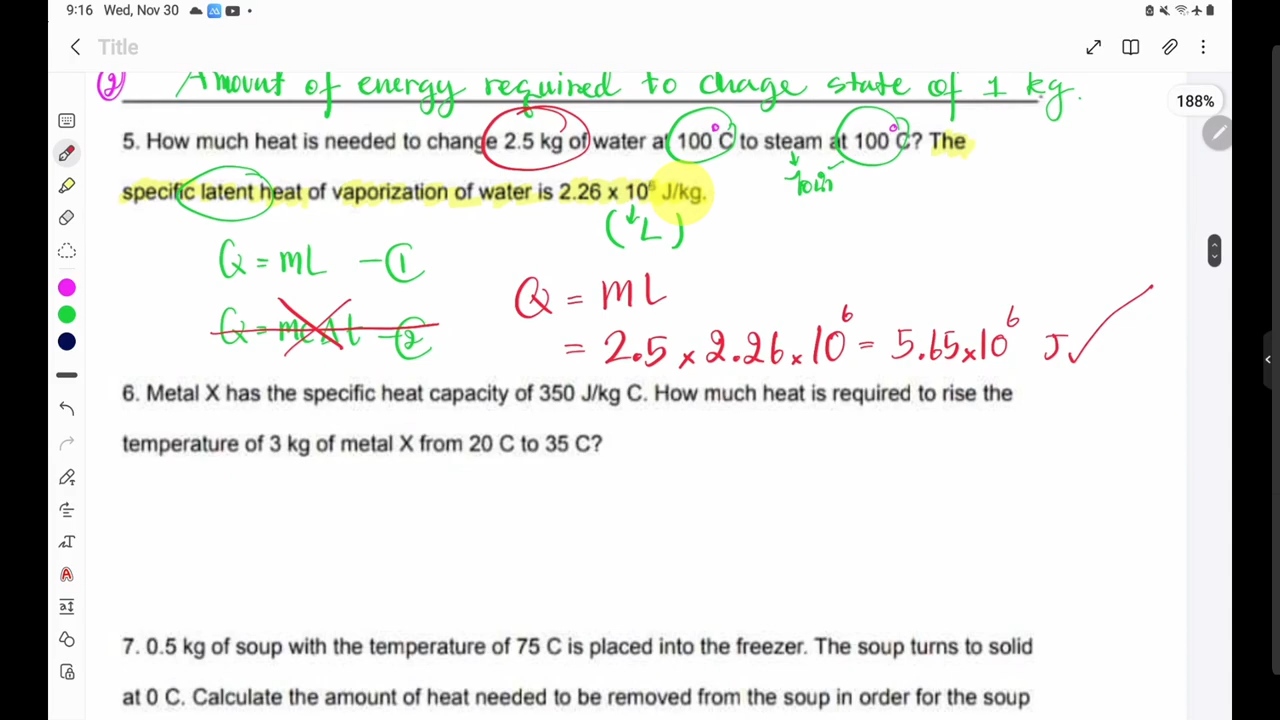 9:16 Wed, Nov 30
Title
188%
(g) Amount of energy required to chage state of 1 kg.
5. How much heat is needed to change 2.5 kg of water at 100°C to steam at 100°C? The
specific latent heat of vaporization of water is 2.26 x 10⁶ J/kg.
(↓L)
Q = mL - ①
Q = mcΔt - ②
Q = mL
= 2.5 x 2.26 x 10⁶ = 5.65x10⁶ J✓
6. Metal X has the specific heat capacity of 350 J/kg C. How much heat is required to rise the
temperature of 3 kg of metal X from 20 C to 35 C?
7. 0.5 kg of soup with the temperature of 75 C is placed into the freezer. The soup turns to solid
at 0 C. Calculate the amount of heat needed to be removed from the soup in order for the soup